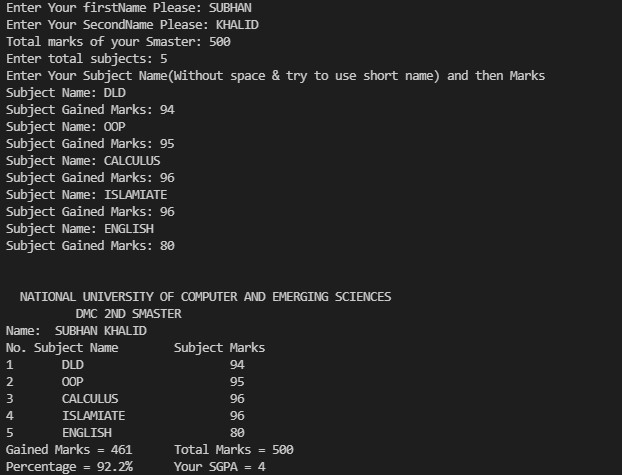 Enter Your firstName Please: SUBHAN
Enter Your SecondName Please: KHALID
Total marks of your Smaster: 500
Enter total subjects: 5
Enter Your Subject Name(Without space & try to use short name) and then Marks
Subject Name: DLD
Subject Gained Marks: 94
Subject Name: OOP
Subject Gained Marks: 95
Subject Name: CALCULUS
Subject Gained Marks: 96
Subject Name: ISLAMIATE
Subject Gained Marks: 96
Subject Name: ENGLISH
Subject Gained Marks: 80
NATIONAL UNIVERSITY OF COMPUTER AND EMERGING SCIENCES
DMC 2ND SMASTER
Name: SUBHAN KHALID
No. Subject Name Subject Marks
1 DLD 94
2 OOP 95
3 CALCULUS 96
4 ISLAMIATE 96
5 ENGLISH 80
Gained Marks = 461 Total Marks = 500
Percentage = 92.2% Your SGPA = 4